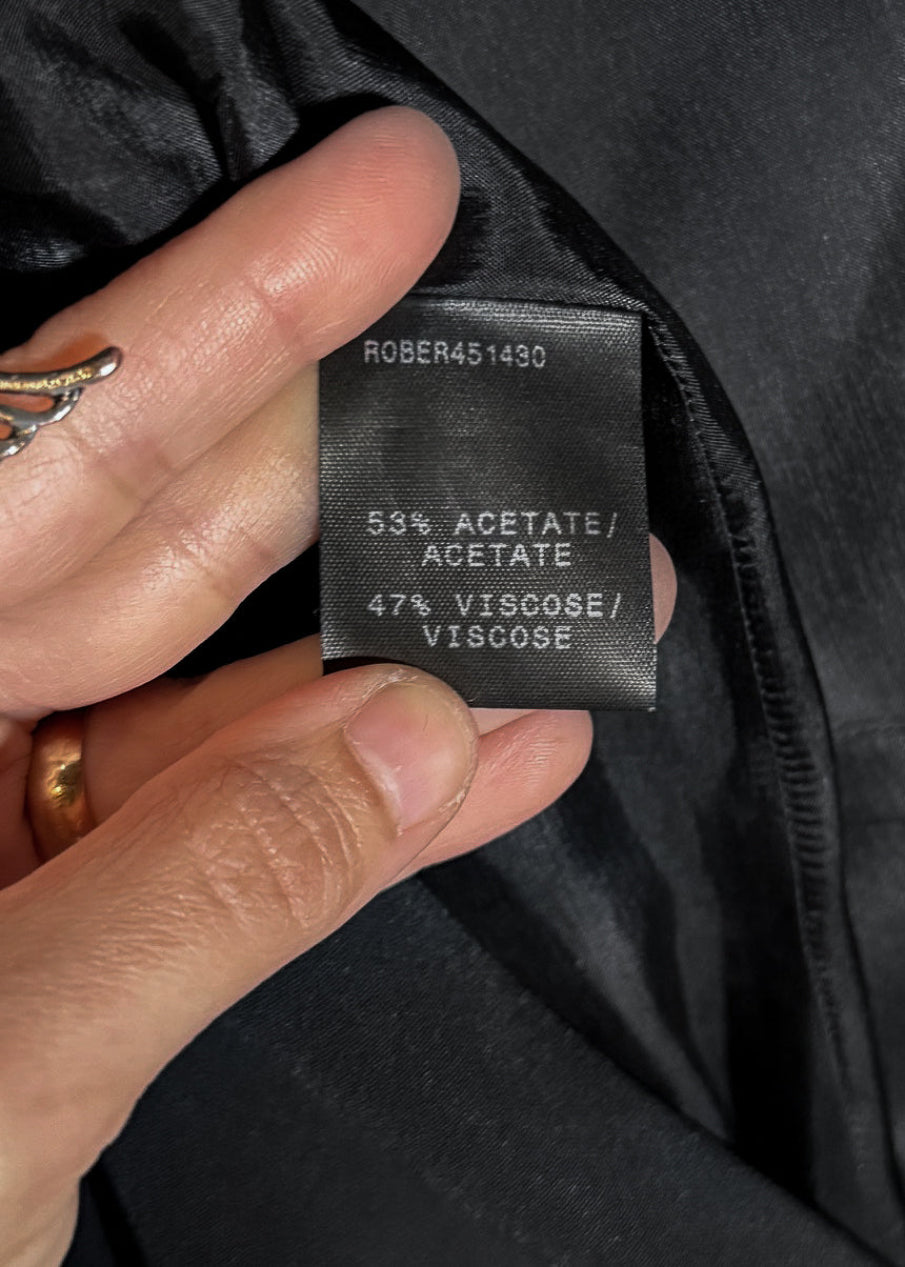 ROBER451430
53% ACETATE/
ACETATE
47% VISCOSE/
VISCOSE